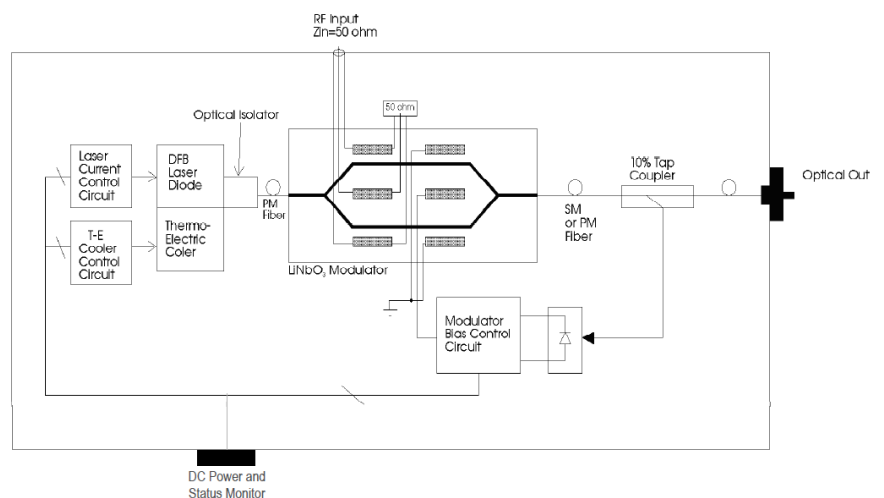 RF Input
Zin=50 ohm
50 ohm
Optical Isolator
Laser
Current
Control
Circuit
DFB
Laser
Diode
PM
Fiber
10% Tap
Coupler
Optical Out
SM
or PM
Fiber
T-E
Cooler
Control
Circuit
Thermo-
Electric
Coler
LiNbO3 Modulator
Modulator
Bias Control
Circuit
DC Power and
Status Monitor